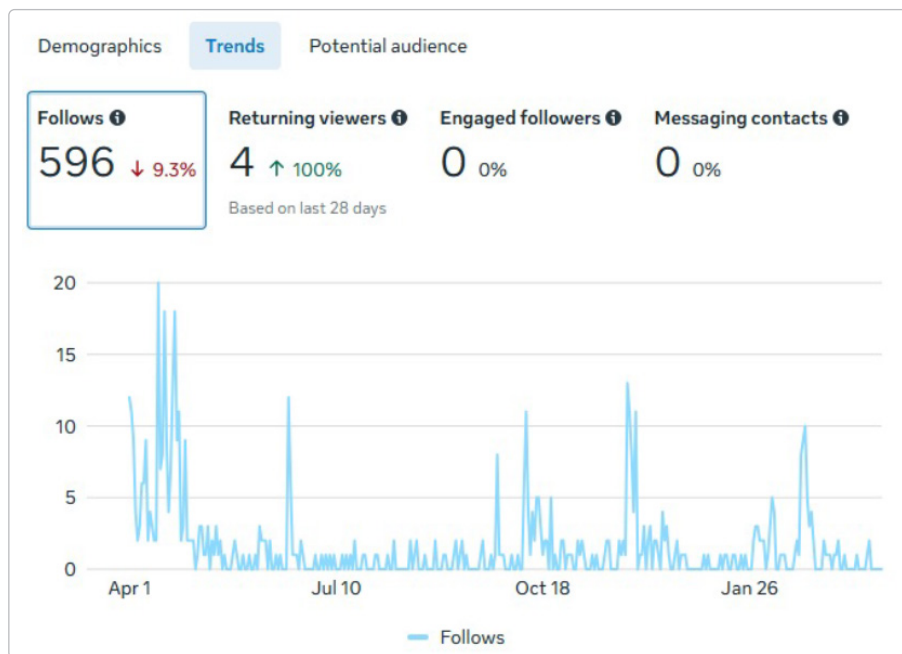 Demographics Trends Potential audience
Follows Returning viewers Engaged followers Messaging contacts
596 ↓ 9.3% 4 ↑ 100% 0 0% 0 0%
Based on last 28 days
20
15
10
5
0
Apr 1 Jul 10 Oct 18 Jan 26
Follows